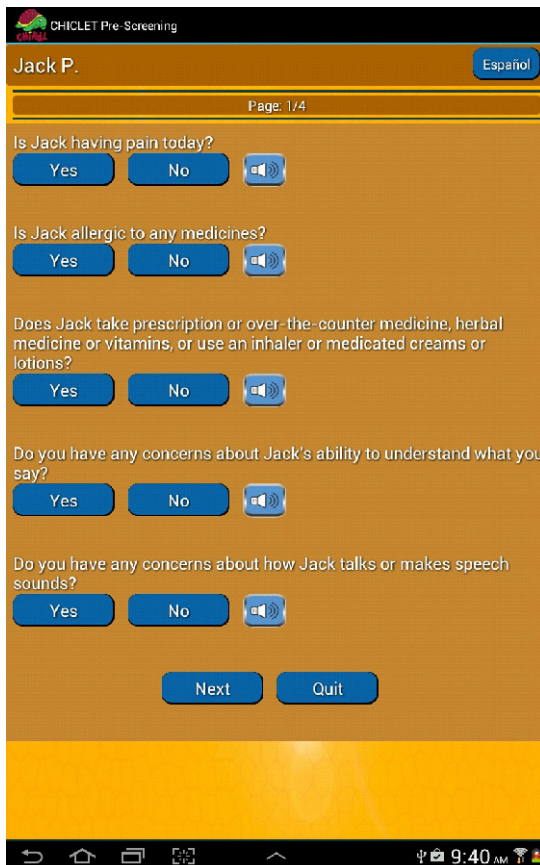 CHICLET Pre-Screening
CHIRDL
Jack P.
Español
Page: 1/4
Is Jack having pain today?
Yes No
Is Jack allergic to any medicines?
Yes No
Does Jack take prescription or over-the-counter medicine, herbal
medicine or vitamins, or use an inhaler or medicated creams or
lotions?
Yes No
Do you have any concerns about Jack's ability to understand what you
say?
Yes No
Do you have any concerns about how Jack talks or makes speech
sounds?
Yes No
Next Quit
9:40 AM